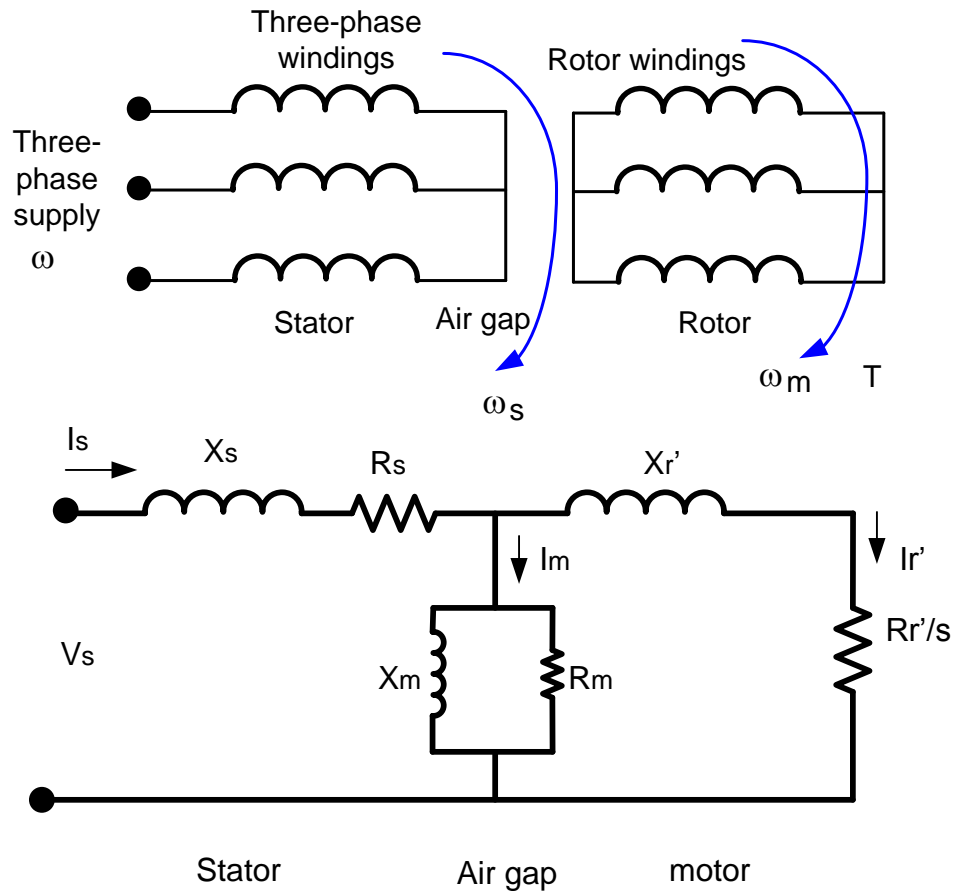 Three-phase
windings
Rotor windings
Three-
phase
supply
ω
Stator
Air gap
Rotor
ωs
ωm
T
Is
Xs
Rs
Xr’
Im
Ir’
Vs
Xm
Rm
Rr’/s
Stator
Air gap
motor